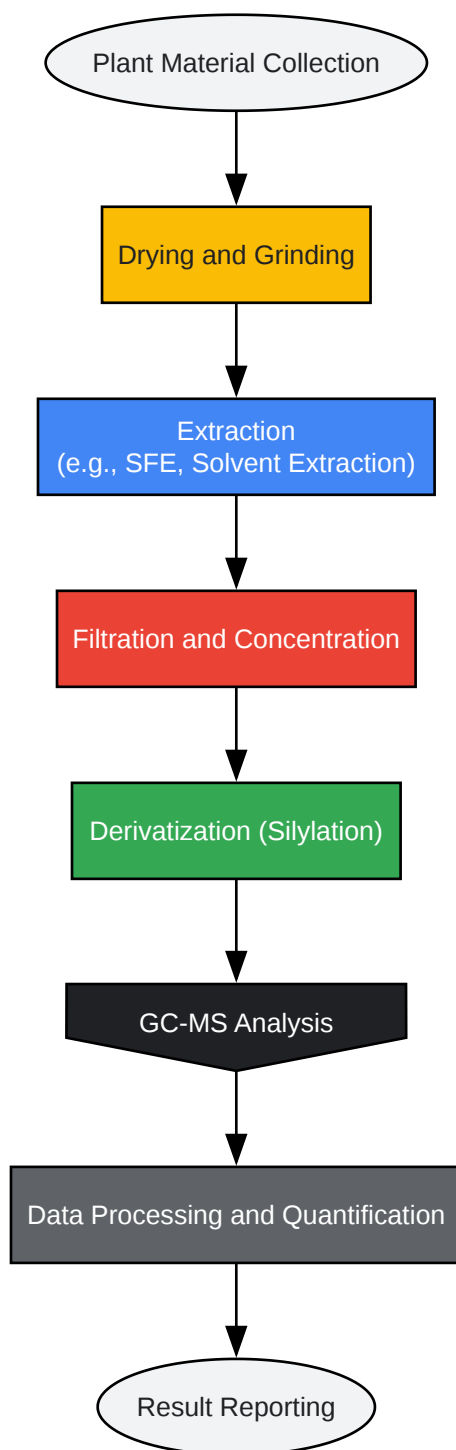 Plant Material Collection
Drying and Grinding
Extraction
(e.g., SFE, Solvent Extraction)
Filtration and Concentration
Derivatization (Silylation)
GC-MS Analysis
Data Processing and Quantification
Result Reporting